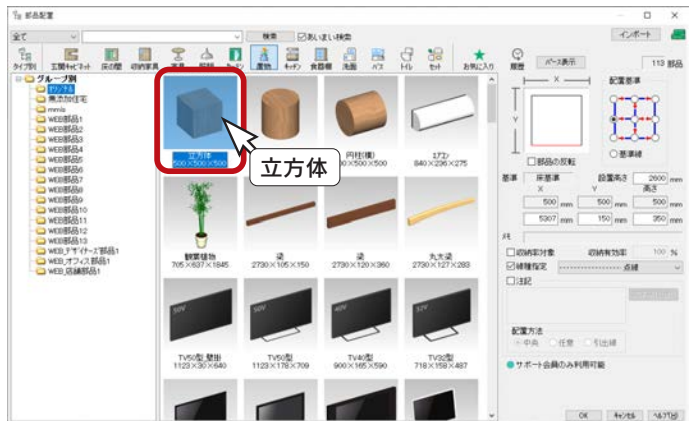 部品配置
全て
検索
あいまい検索
インポート
タイプ別
玄関キャビネット
床の間
収納家具
家具
照明
カーテン
置物
キッチン
食器棚
洗面
バス
トイレ
セット
お気に入り
履歴
パース表示
113 部品
グループ別
オリジナル
無添加住宅
mmis
WEB部品1
WEB部品2
WEB部品3
WEB部品4
WEB部品5
WEB部品6
WEB部品7
WEB部品8
WEB部品9
WEB部品10
WEB部品11
WEB部品12
WEB部品13
WEB_デザイナーズ部品1
WEB_オフィス部品1
WEB_店舗部品1
立方体
500×500×500
立方体
円柱(横)
500×500×500
840×236×275
観葉植物
705×637×1845
梁
2730×105×150
梁
2730×120×360
丸太梁
2730×127×283
50V
50V
40V
32V
TV50型_壁掛
1123×30×640
TV50型
1123×178×709
TV40型
900×165×590
TV32型
718×158×487
X
Y
部品の反転
配置基準
基準線
基準 床基準 設置高さ 2600 mm
X Y 高さ
500 mm 500 mm 500 mm
5307 mm 150 mm 350 mm
メモ
収納率対象 収納有効率 100 %
線種指定 点線
注記
配置方法
中央 任意 引出線
サポート会員のみ利用可能
OK キャンセル ヘルプ(H)